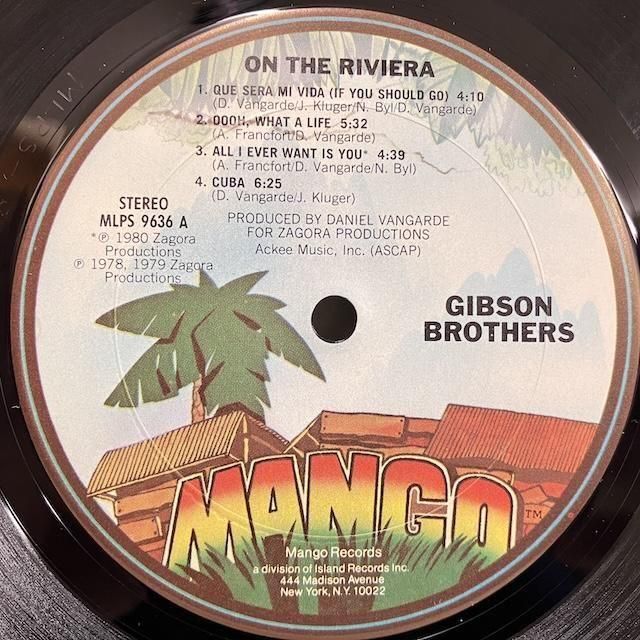 ON THE RIVIERA
1. QUE SERA MI VIDA (IF YOU SHOULD GO) 4:10
(D. Vangarde/J. Kluger/N. Byl/D. Vangarde)
2. OOOH, WHAT A LIFE 5:32
(A. Francfort/D. Vangarde)
3. ALL I EVER WANT IS YOU* 4:39
(A. Francfort/D. Vangarde/N. Byl)
4. CUBA 6:25
(D. Vangarde/J. Kluger)
STEREO
MLPS 9636 A
*℗ 1980 Zagora
Productions
℗ 1978, 1979 Zagora
Productions
PRODUCED BY DANIEL VANGARDE
FOR ZAGORA PRODUCTIONS
Ackee Music, Inc. (ASCAP)
GIBSON
BROTHERS
MANGO TM
Mango Records
a division of Island Records Inc.
444 Madison Avenue
New York, N.Y. 10022